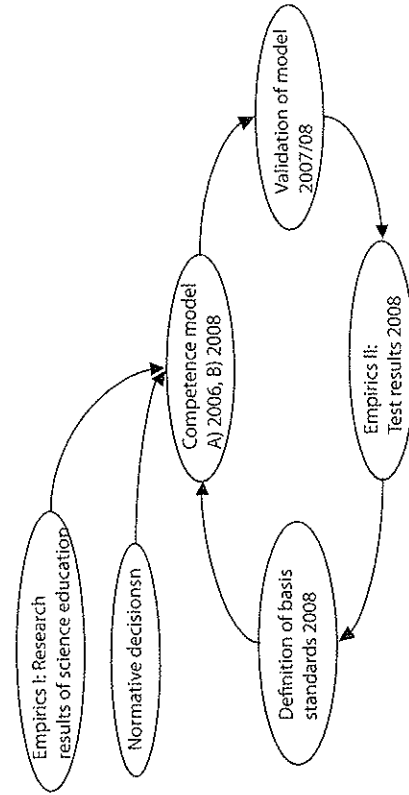 Empirics I: Research
results of science education
Normative decisionsn
Competence model
A) 2006, B) 2008
Validation of model
2007/08
Empirics II:
Test results 2008
Definition of basis
standards 2008